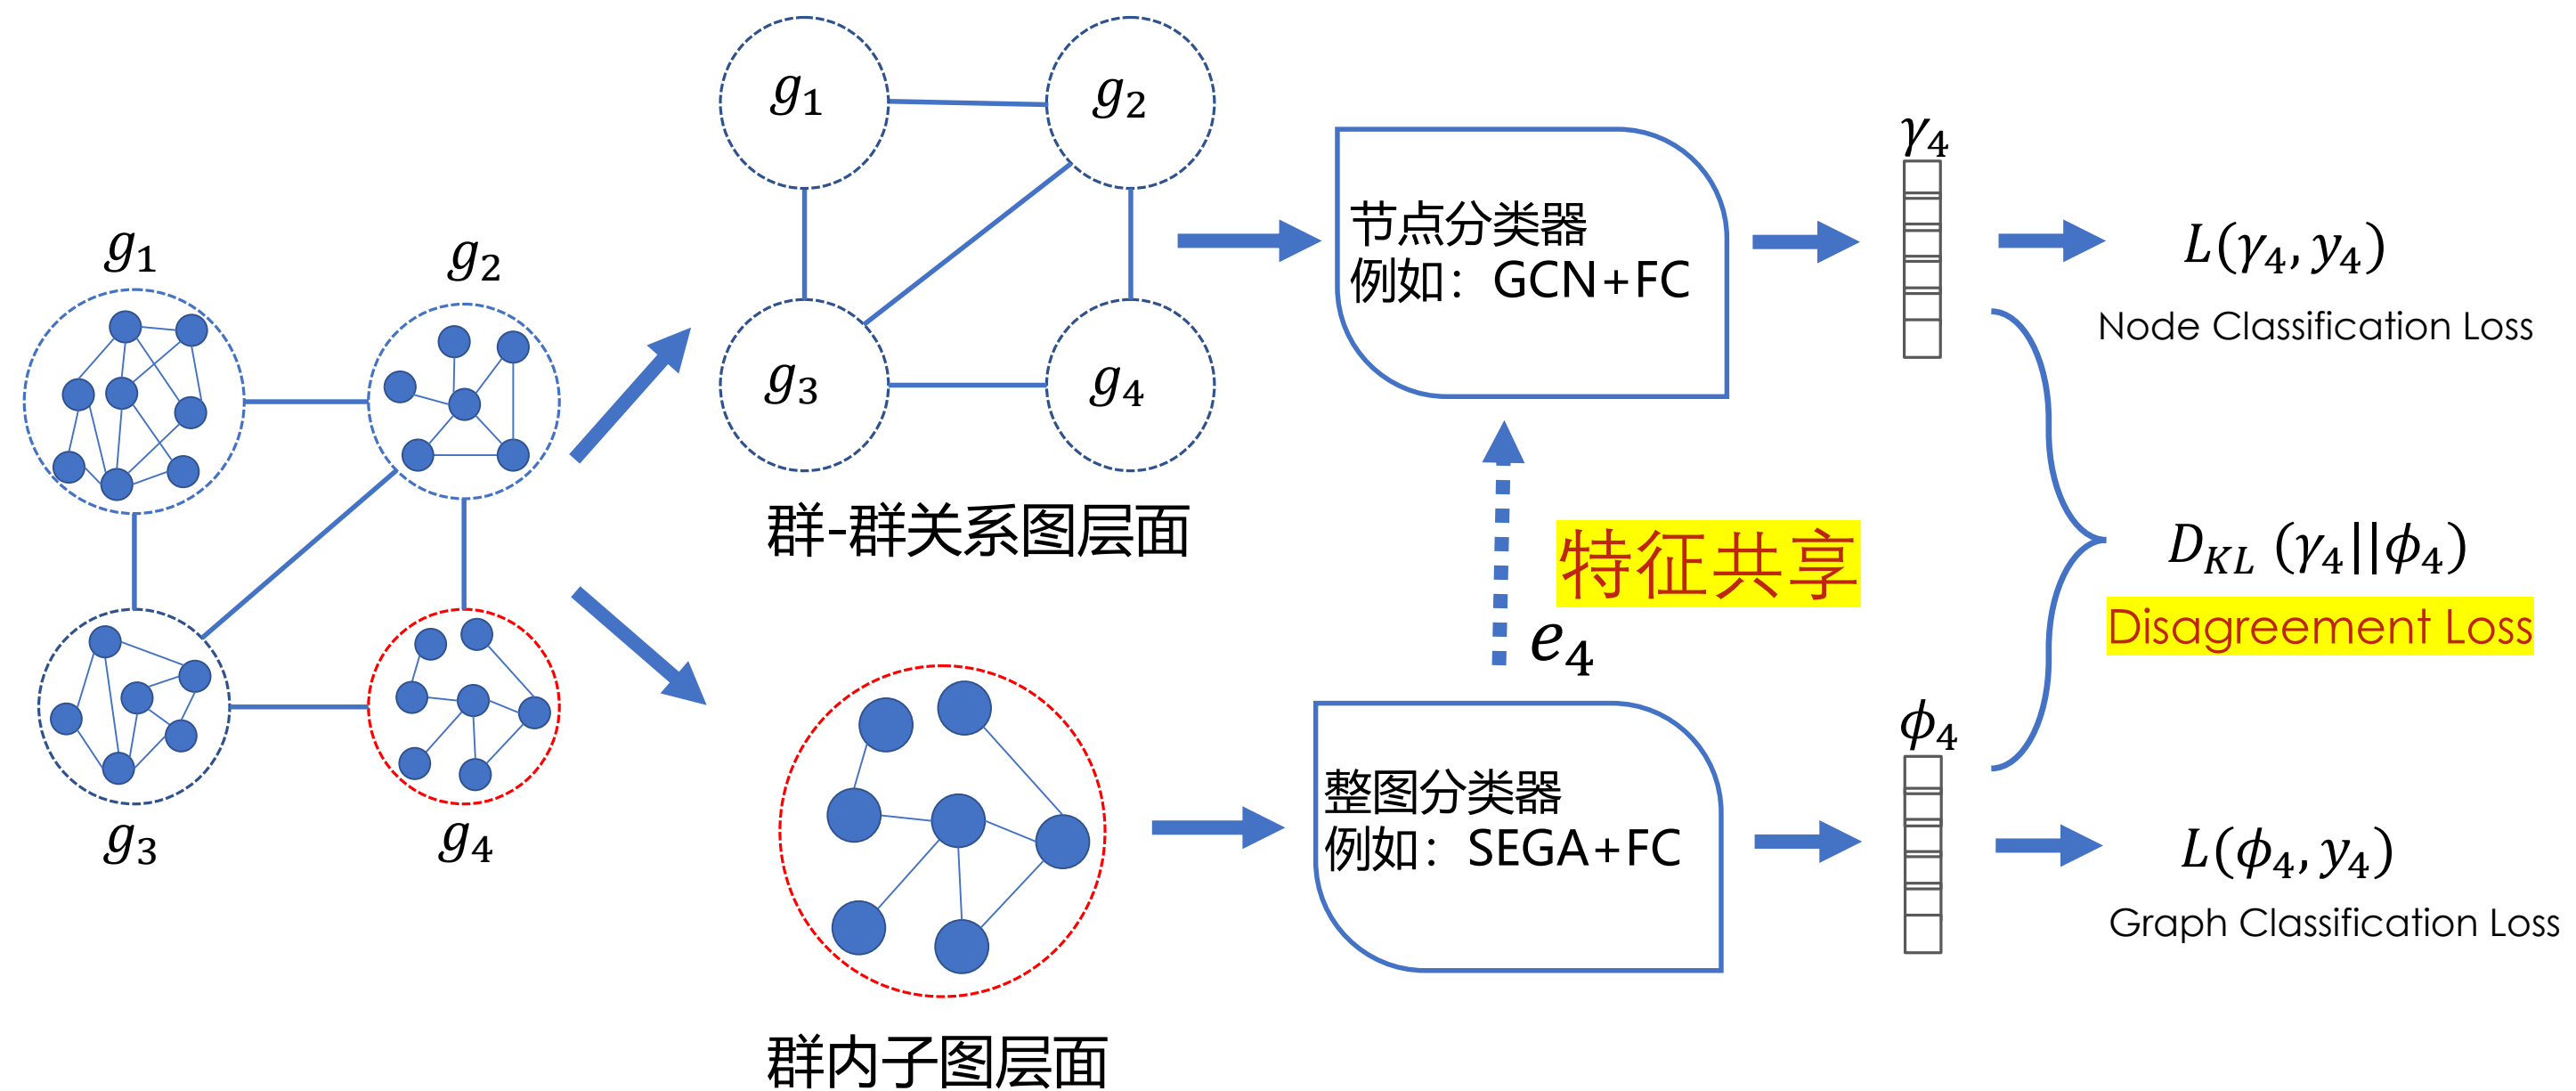 g₁
g₂
g₃
g₄
g₁
g₂
g₃
g₄
群-群关系图层面
群内子图层面
节点分类器
例如：GCN+FC
特征共享
e₄
整图分类器
例如：SEGA+FC
γ₄
ϕ₄
L(γ₄, y₄)
Node Classification Loss
D_KL (γ₄||ϕ₄)
Disagreement Loss
L(ϕ₄, y₄)
Graph Classification Loss